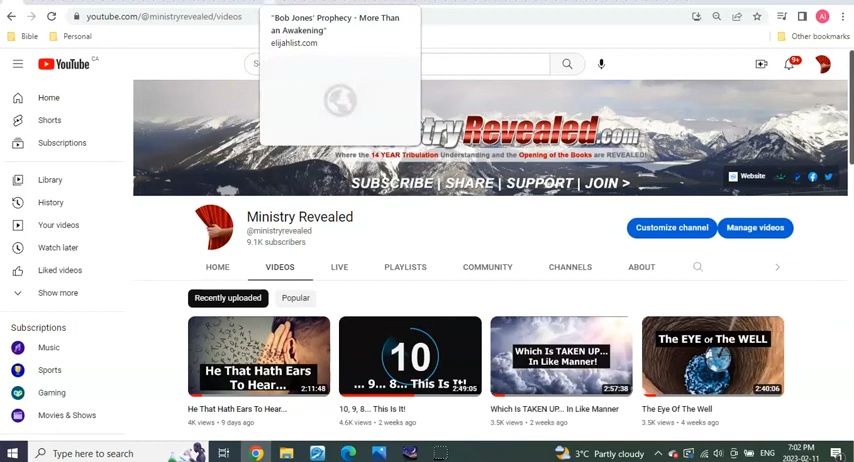 youtube.com/@ministryrevealed/videos
"Bob Jones' Prophecy - More Than
an Awakening"
elijahlist.com
Bible
Personal
Other bookmarks
YouTube CA
9+
Home
Shorts
Subscriptions
Library
History
Your videos
Watch later
Liked videos
Show more
Subscriptions
Music
Sports
Gaming
Movies & Shows
Revealed.com
Where the 14 YEAR Tribulation Understanding and the Opening of the Books are REVEALED!
SUBSCRIBE | SHARE | SUPPORT | JOIN >
Website
Ministry Revealed
@ministryrevealed
9.1K subscribers
Customize channel
Manage videos
HOME
VIDEOS
LIVE
PLAYLISTS
COMMUNITY
CHANNELS
ABOUT
Recently uploaded
Popular
He That Hath Ears
To Hear...
2:11:48
10
... 9... 8... This Is It!
2:49:05
Which Is TAKEN UP...
In Like Manner!
2:57:38
The EYE OF The WELL
2:40:06
He That Hath Ears To Hear...
4K views • 9 days ago
10, 9, 8... This Is It!
4.6K views • 2 weeks ago
Which Is TAKEN UP... In Like Manner
3.5K views • 2 weeks ago
The Eye Of The Well
3.5K views • 4 weeks ago
Type here to search
3°C Partly cloudy
ENG
7:02 PM
2023-02-11